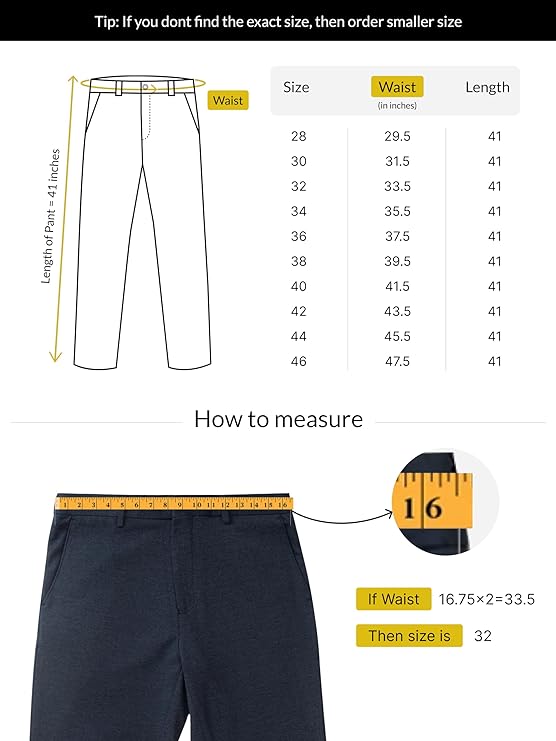 Tip: If you dont find the exact size, then order smaller size
Length of Pant = 41 inches
Waist
Size Waist Length
(in inches)
28 29.5 41
30 31.5 41
32 33.5 41
34 35.5 41
36 37.5 41
38 39.5 41
40 41.5 41
42 43.5 41
44 45.5 41
46 47.5 41
How to measure
1 2 3 4 5 6 7 8 9 10 11 12 13 14 15 16
16
If Waist 16.75×2=33.5
Then size is 32